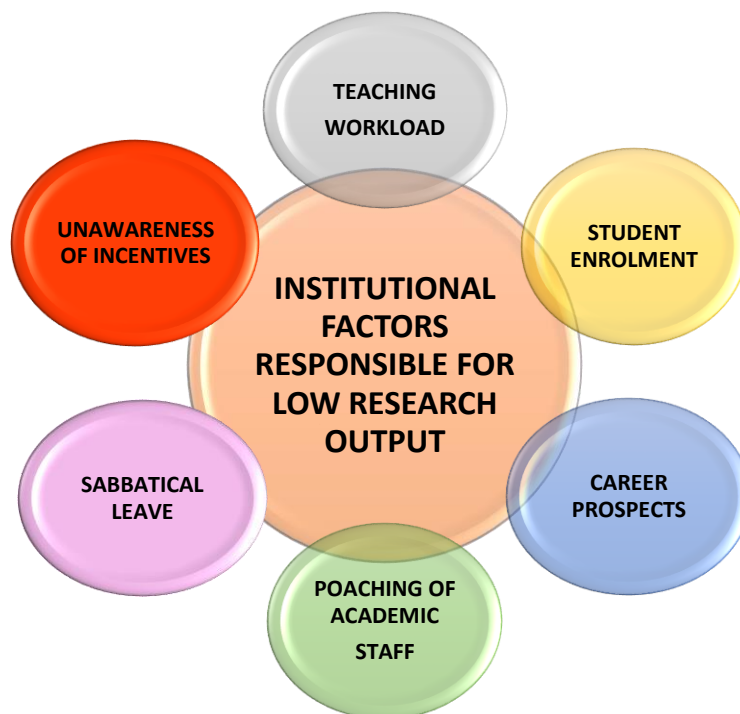 TEACHING
WORKLOAD
UNAWARENESS
OF INCENTIVES
STUDENT
ENROLMENT
INSTITUTIONAL
FACTORS
RESPONSIBLE FOR
LOW RESEARCH
OUTPUT
SABBATICAL
LEAVE
CAREER
PROSPECTS
POACHING OF
ACADEMIC
STAFF